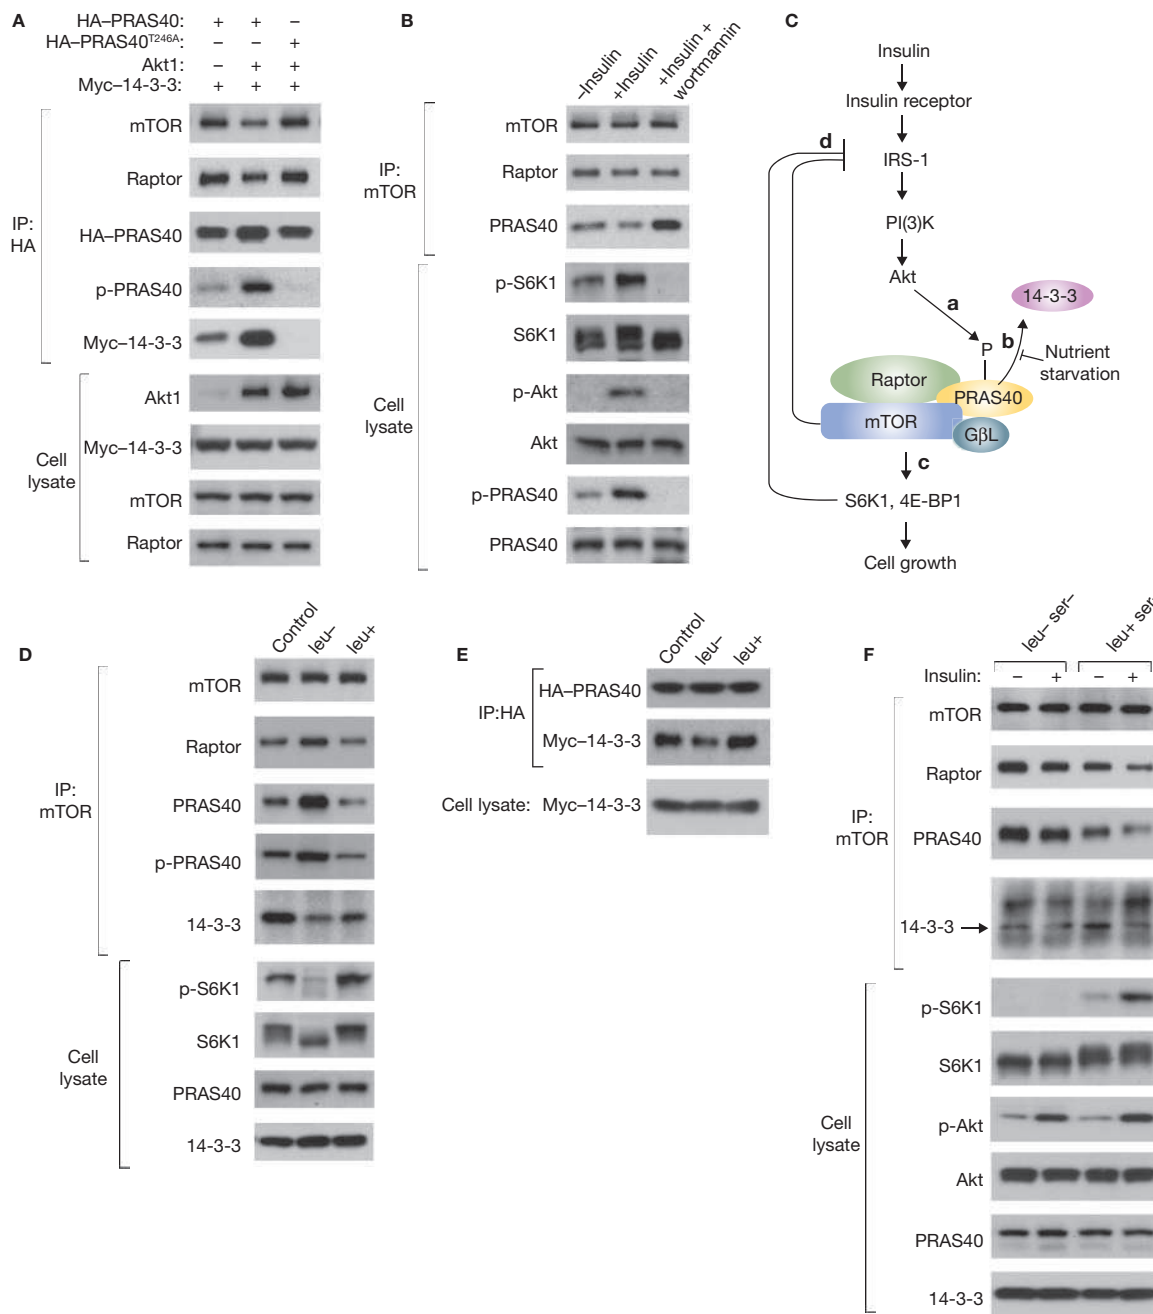 A
HA–PRAS40: + + –
HA–PRAS40T246A: – – +
Akt1: – + +
Myc–14-3-3: + + +
IP:
HA
mTOR
Raptor
HA–PRAS40
p-PRAS40
Myc–14-3-3
Cell
lysate
Akt1
Myc–14-3-3
mTOR
Raptor
B
–Insulin
+Insulin
+Insulin +
wortmannin
IP:
mTOR
mTOR
Raptor
PRAS40
Cell
lysate
p-S6K1
S6K1
p-Akt
Akt
p-PRAS40
PRAS40
C
Insulin
Insulin receptor
d
IRS-1
PI(3)K
Akt
a
14-3-3
b
P
Nutrient
starvation
Raptor
PRAS40
mTOR
GβL
c
S6K1, 4E-BP1
Cell growth
D
Control
leu–
leu+
IP:
mTOR
mTOR
Raptor
PRAS40
p-PRAS40
14-3-3
Cell
lysate
p-S6K1
S6K1
PRAS40
14-3-3
E
Control
leu–
leu+
IP:HA
HA–PRAS40
Myc–14-3-3
Cell lysate: Myc–14-3-3
F
leu– ser–
leu+ ser–
Insulin: – + – +
IP:
mTOR
mTOR
Raptor
PRAS40
14-3-3
Cell
lysate
p-S6K1
S6K1
p-Akt
Akt
PRAS40
14-3-3